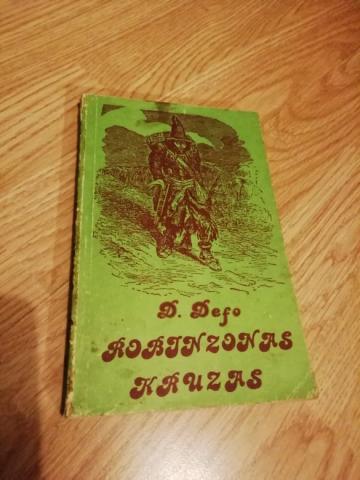 D. Defo
ROBINZONAS
KRUZAS